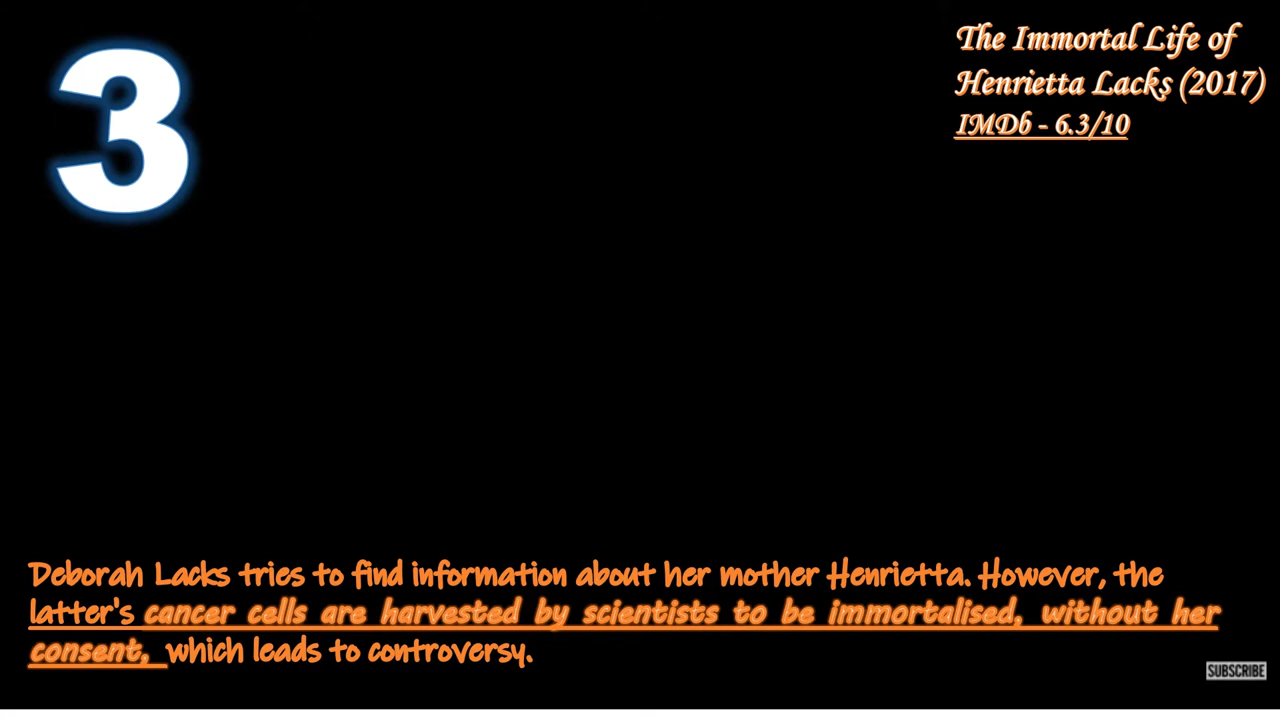 3
The Immortal Life of
Henrietta Lacks (2017)
IMDb - 6.3/10
Deborah Lacks tries to find information about her mother Henrietta. However, the
latter's cancer cells are harvested by scientists to be immortalised, without her
consent, which leads to controversy.
SUBSCRIBE